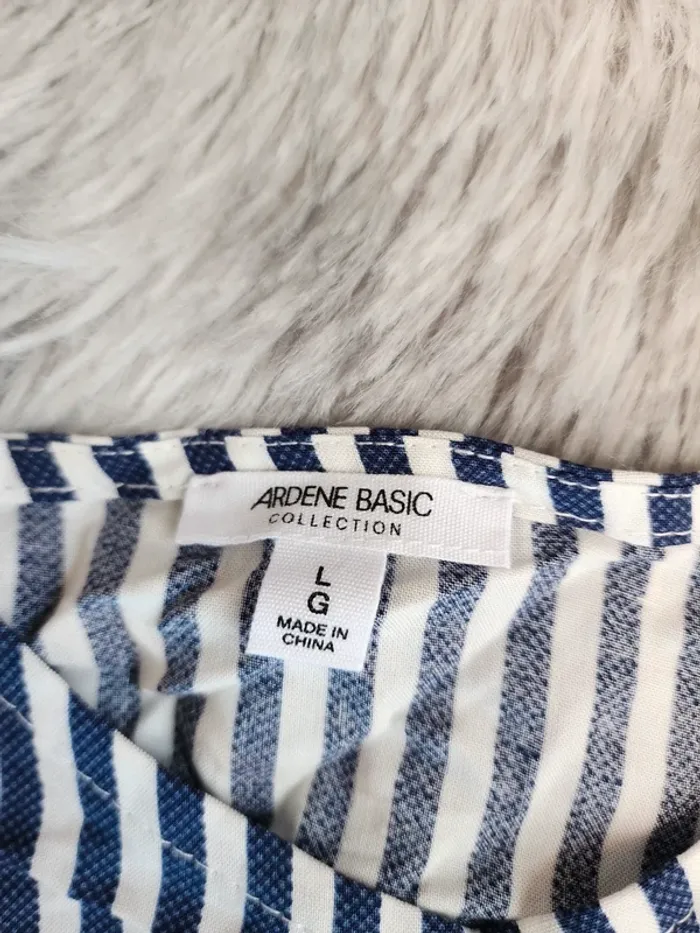 ARDENE BASIC
COLLECTION
L
G
MADE IN
CHINA